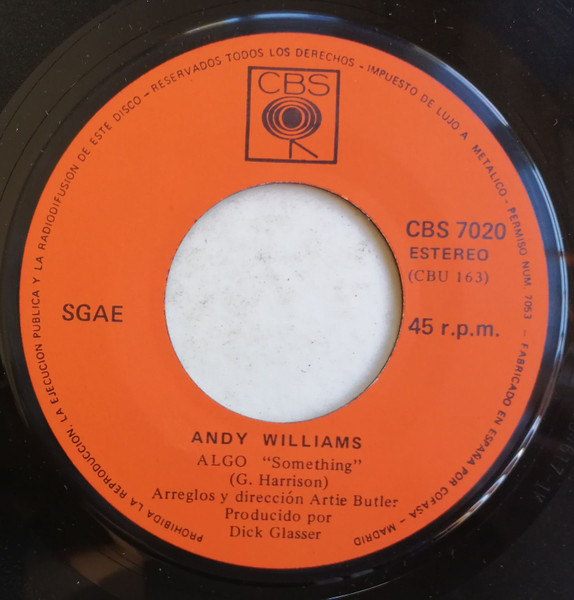 PROHIBIDA LA REPRODUCCION, LA EJECUCION PUBLICA Y LA RADIODIFUSION DE ESTE DISCO – RESERVADOS TODOS LOS DERECHOS – IMPUESTO DE LUJO A METALICO – PERMISO NUM 7053 – FABRICADO EN ESPAÑA POR COFASA – MADRID
CBS
CBS 7020
ESTEREO
(CBU 163)
SGAE
45 r.p.m.
ANDY WILLIAMS
ALGO "Something"
(G. Harrison)
Arreglos y dirección Artie Butler
Producido por
Dick Glasser